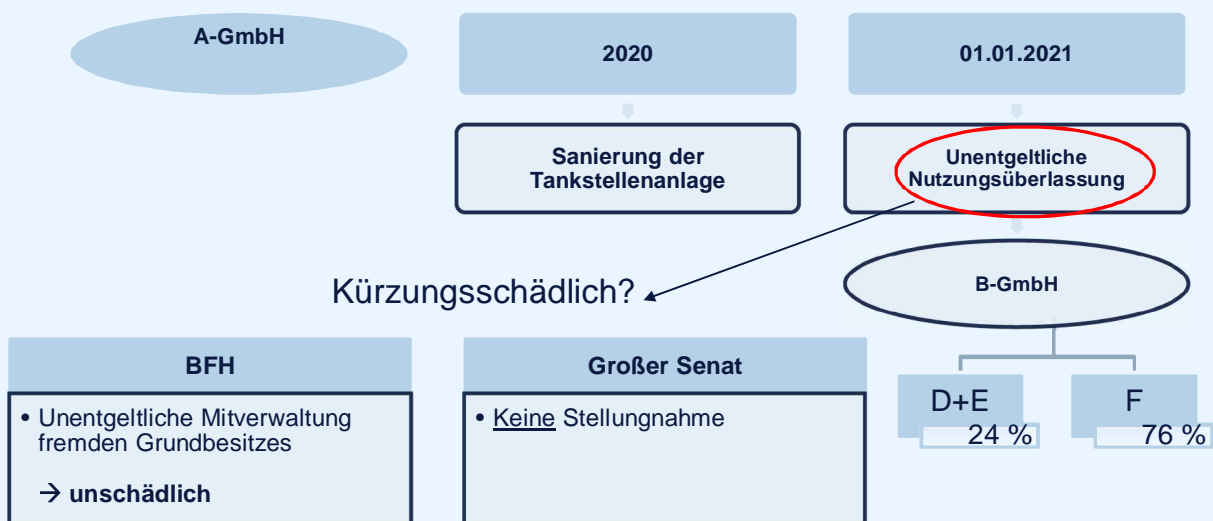 A-GmbH
2020
01.01.2021
Sanierung der
Tankstellenanlage
Unentgeltliche
Nutzungsüberlassung
Kürzungsschädlich?
B-GmbH
BFH
• Unentgeltliche Mitverwaltung
fremden Grundbesitzes
→ unschädlich
Großer Senat
• Keine Stellungnahme
D+E
24 %
F
76 %